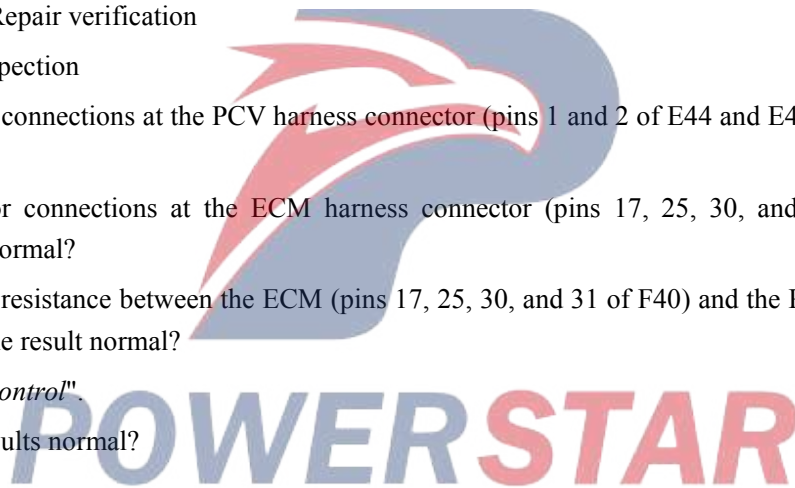 Repair verification
pection
connections at the PCV harness connector (pins 1 and 2 of E44 and E4
r connections at the ECM harness connector (pins 17, 25, 30, and
ormal?
resistance between the ECM (pins 17, 25, 30, and 31 of F40) and the
e result normal?
ontrol".
ults normal?
POWERSTAR